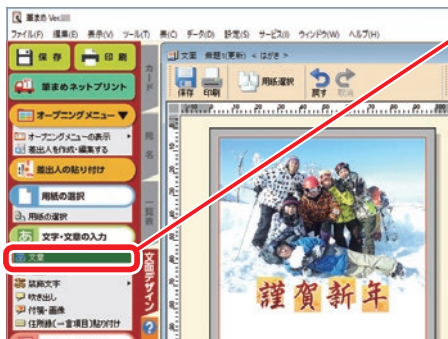 筆まめ Ver.
ファイル(F) 編集(E) 表示(V) ツール(T) 表(C) データ(D) 設定(S) サービス(I) ウィンドウ(W) ヘルプ(H)
保存 印刷
筆まめネットプリント
オープニングメニュー▼
オープニングメニューの表示
差出人を作成・編集する
差出人の貼り付け
用紙の選択
用紙の選択
文字・文章の入力
文章
装飾文字
吹き出し
付箋・画像
住所録(一言項目)貼り付け
カード
宛名
一覧表
文面デザイン
文面 無題1(更新) < はがき >
保存 印刷 用紙選択 戻す 取消
謹賀新年